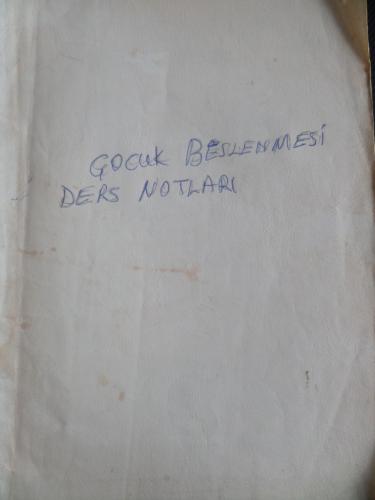 ÇOCUK BESLENMESİ
DERS NOTLARI